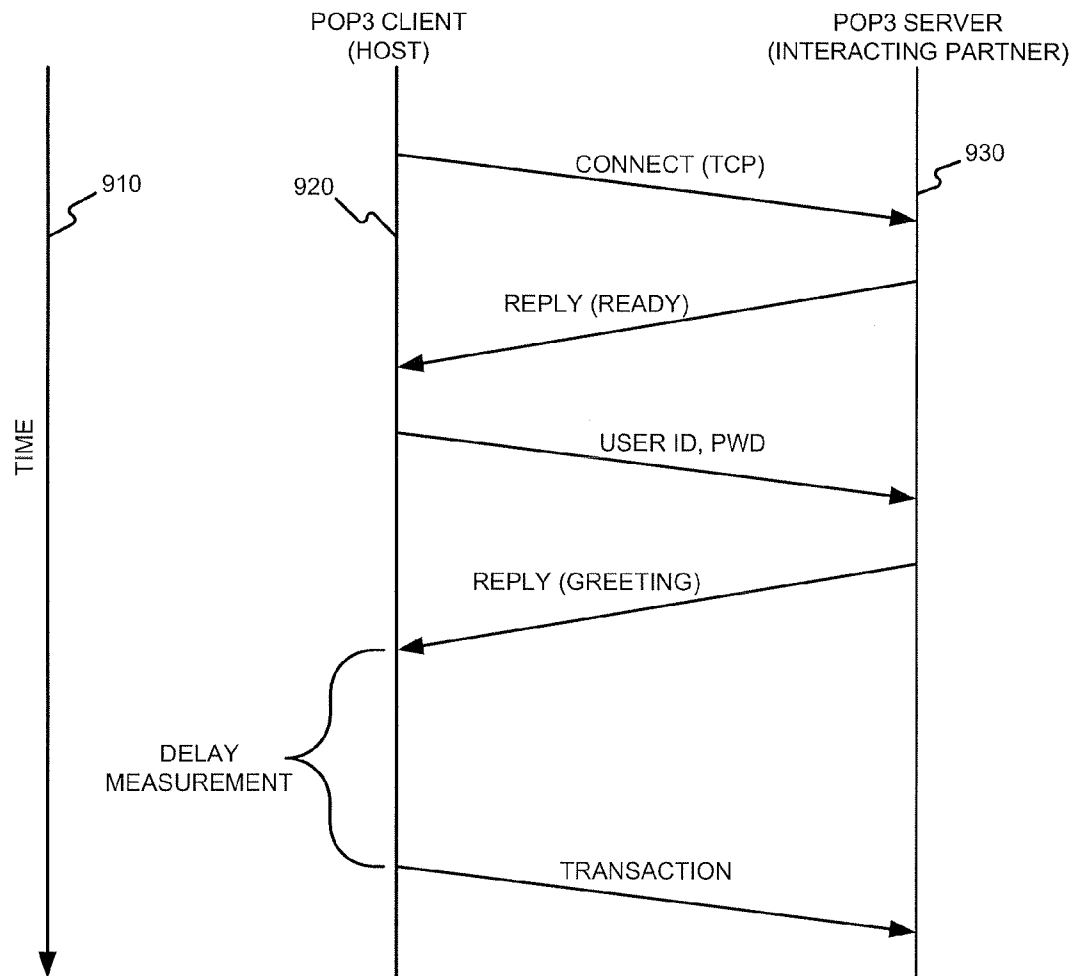 POP3 CLIENT
(HOST)
POP3 SERVER
(INTERACTING PARTNER)
CONNECT (TCP)
930
910
920
REPLY (READY)
TIME
USER ID, PWD
REPLY (GREETING)
DELAY
MEASUREMENT
TRANSACTION